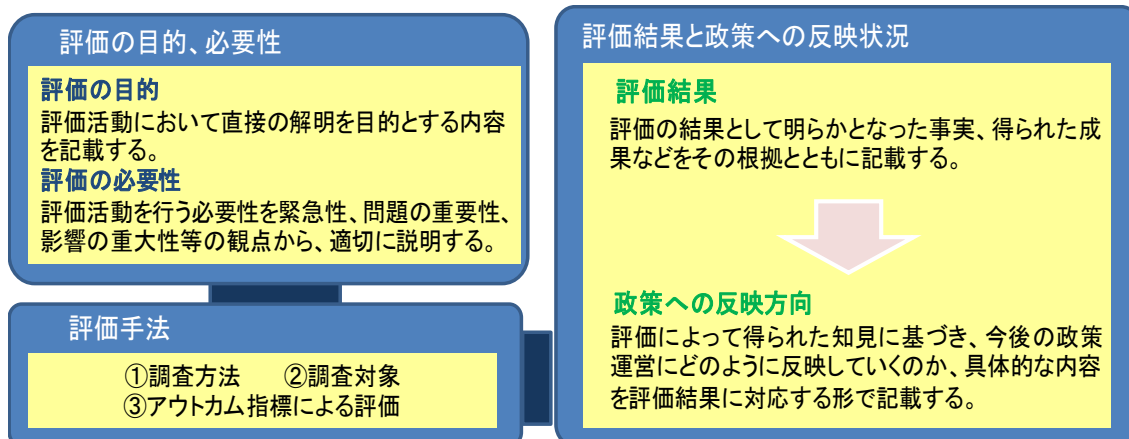 評価の目的、必要性
評価の目的
評価活動において直接の解明を目的とする内容
を記載する。
評価の必要性
評価活動を行う必要性を緊急性、問題の重要性、
影響の重大性等の観点から、適切に説明する。
評価手法
①調査方法　②調査対象
③アウトカム指標による評価
評価結果と政策への反映状況
評価結果
評価の結果として明らかとなった事実、得られた成
果などをその根拠とともに記載する。
政策への反映方向
評価によって得られた知見に基づき、今後の政策
運営にどのように反映していくのか、具体的な内容
を評価結果に対応する形で記載する。